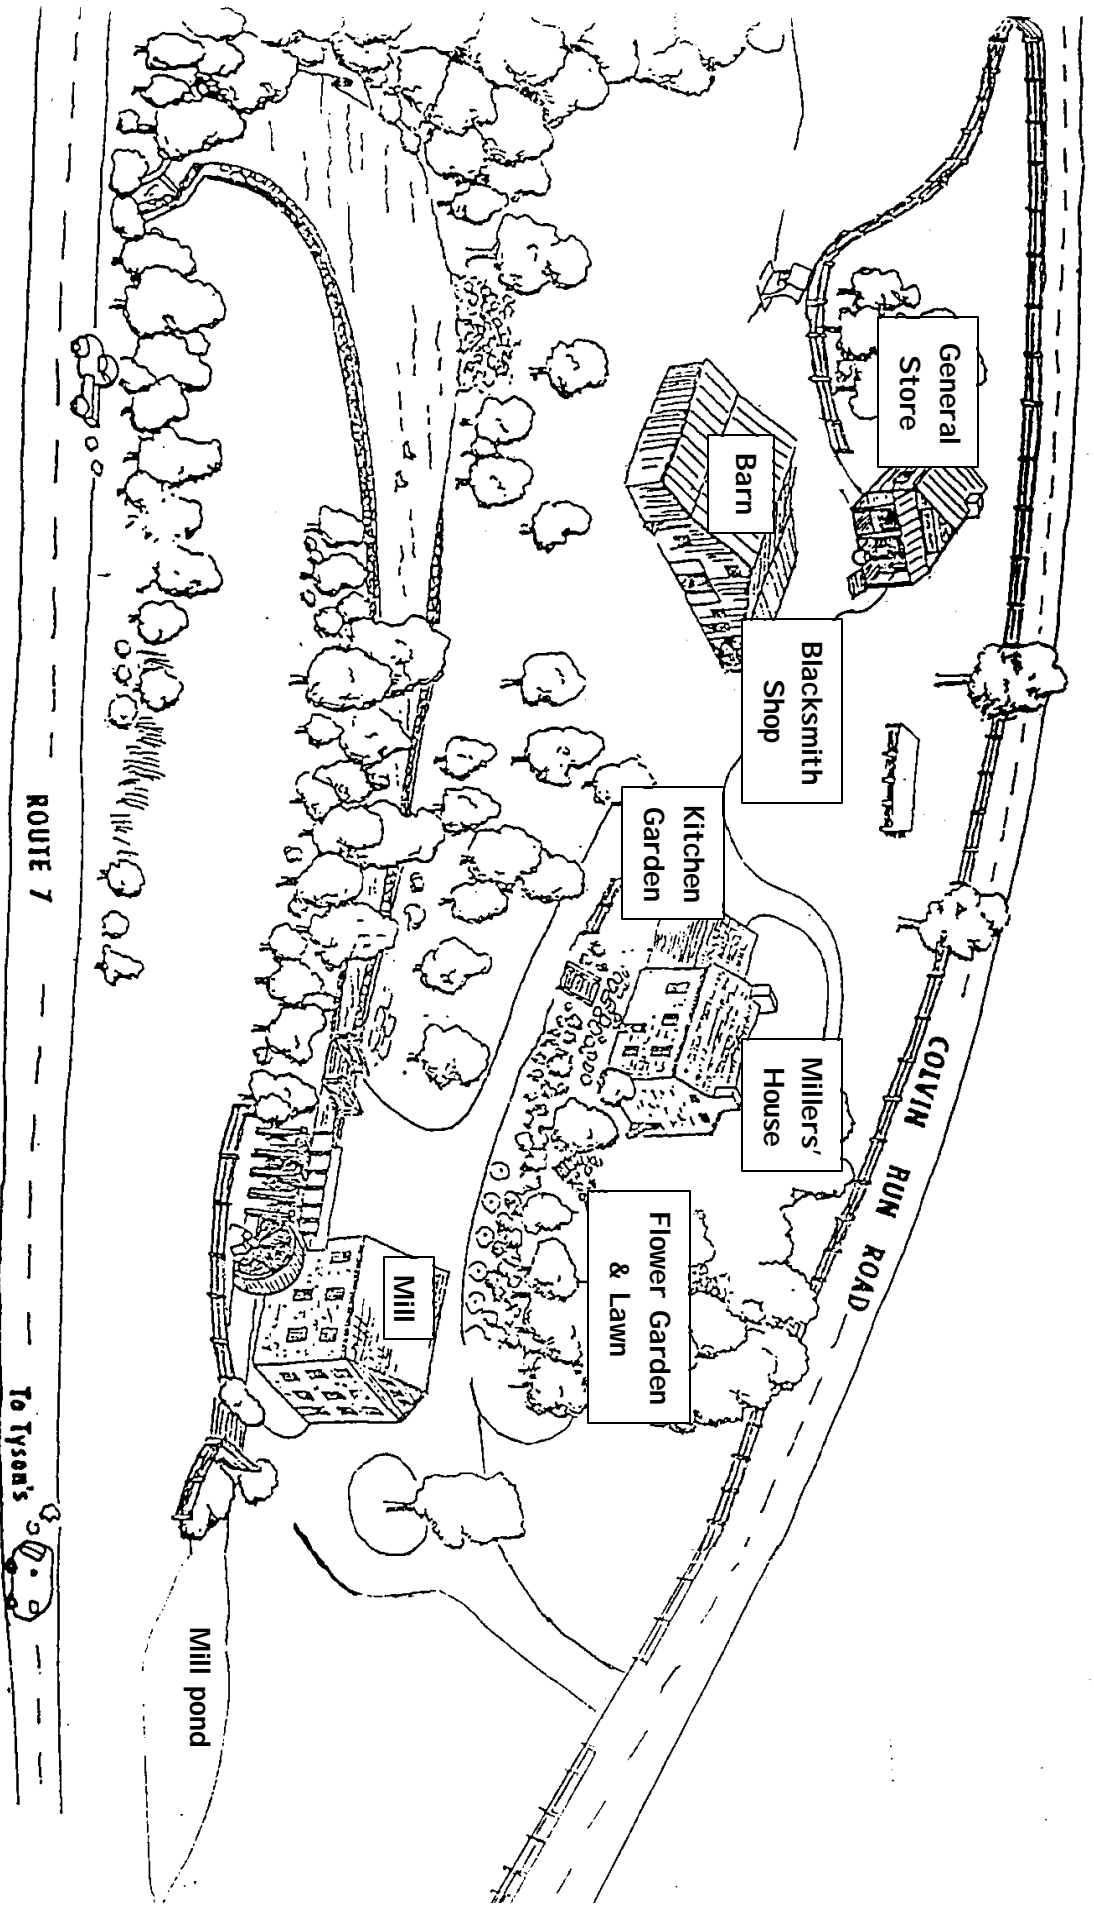 COLVIN RUN ROAD
General
Store
Barn
Blacksmith
Shop
Kitchen
Garden
Millers'
House
Flower Garden
& Lawn
Mill
Mill pond
ROUTE 7
To Tyson's